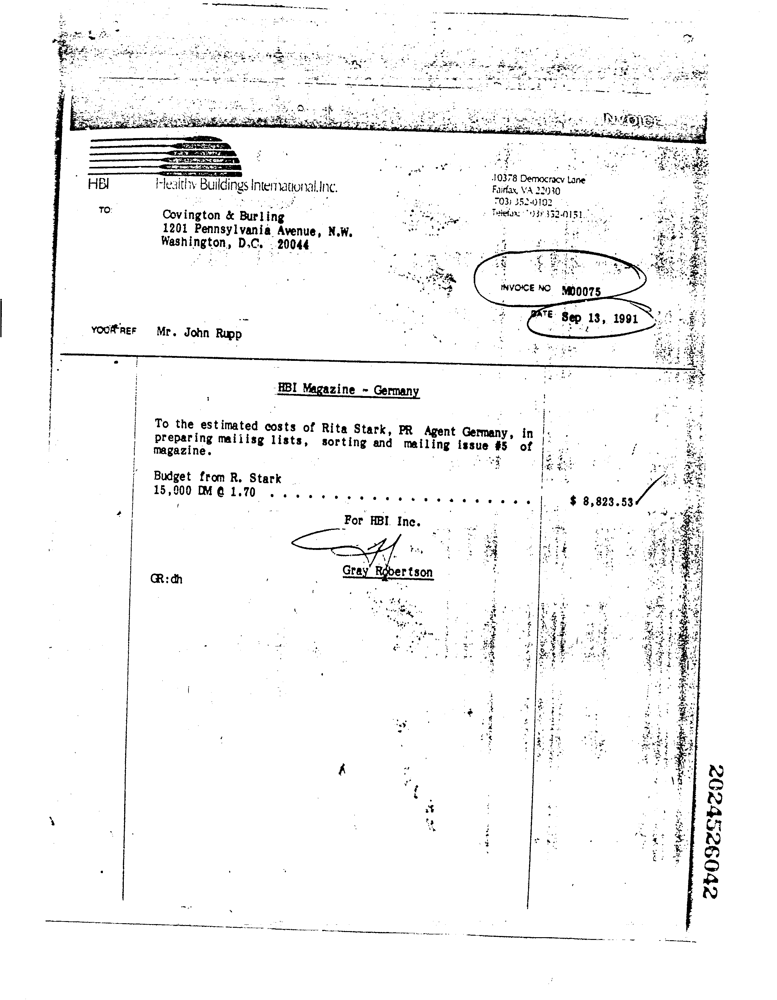 INVOICE
HBI Healthy Buildings International, Inc.
10378 Democracy Lane
Fairfax, VA 22030
703) 352-0102
TO:
Covington & Burling
1201 Pennsylvania Avenue, N.W.
Washington, D.C. 20044
INVOICE NO M00075
DATE Sep 13, 1991
YOUR REF Mr. John Rupp
HBI Magazine - Germany
To the estimated costs of Rita Stark, PR Agent Germany, in
preparing mailisg lists, sorting and mailing issue #5 of
magazine.
Budget from R. Stark
15,000 DM @ 1.70 . . . . . . . . . . . . . . . . . . . . $ 8,823.53
For HBI Inc.
Gray Robertson
GR:dh
2024526042